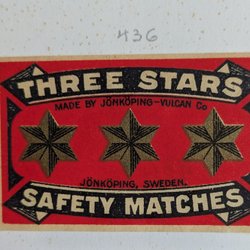 436
THREE STARS
MADE BY JÖNKÖPING-VULCAN Co
JÖNKÖPING, SWEDEN.
SAFETY MATCHES